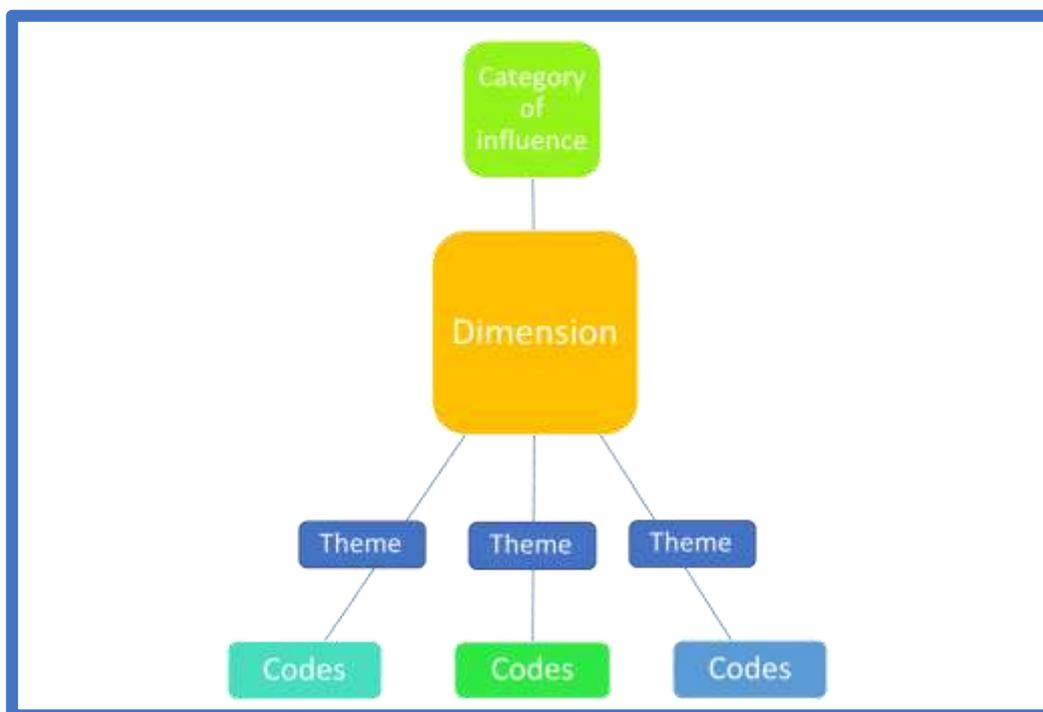 Category
of
influence
Dimension
Theme
Theme
Theme
Codes
Codes
Codes